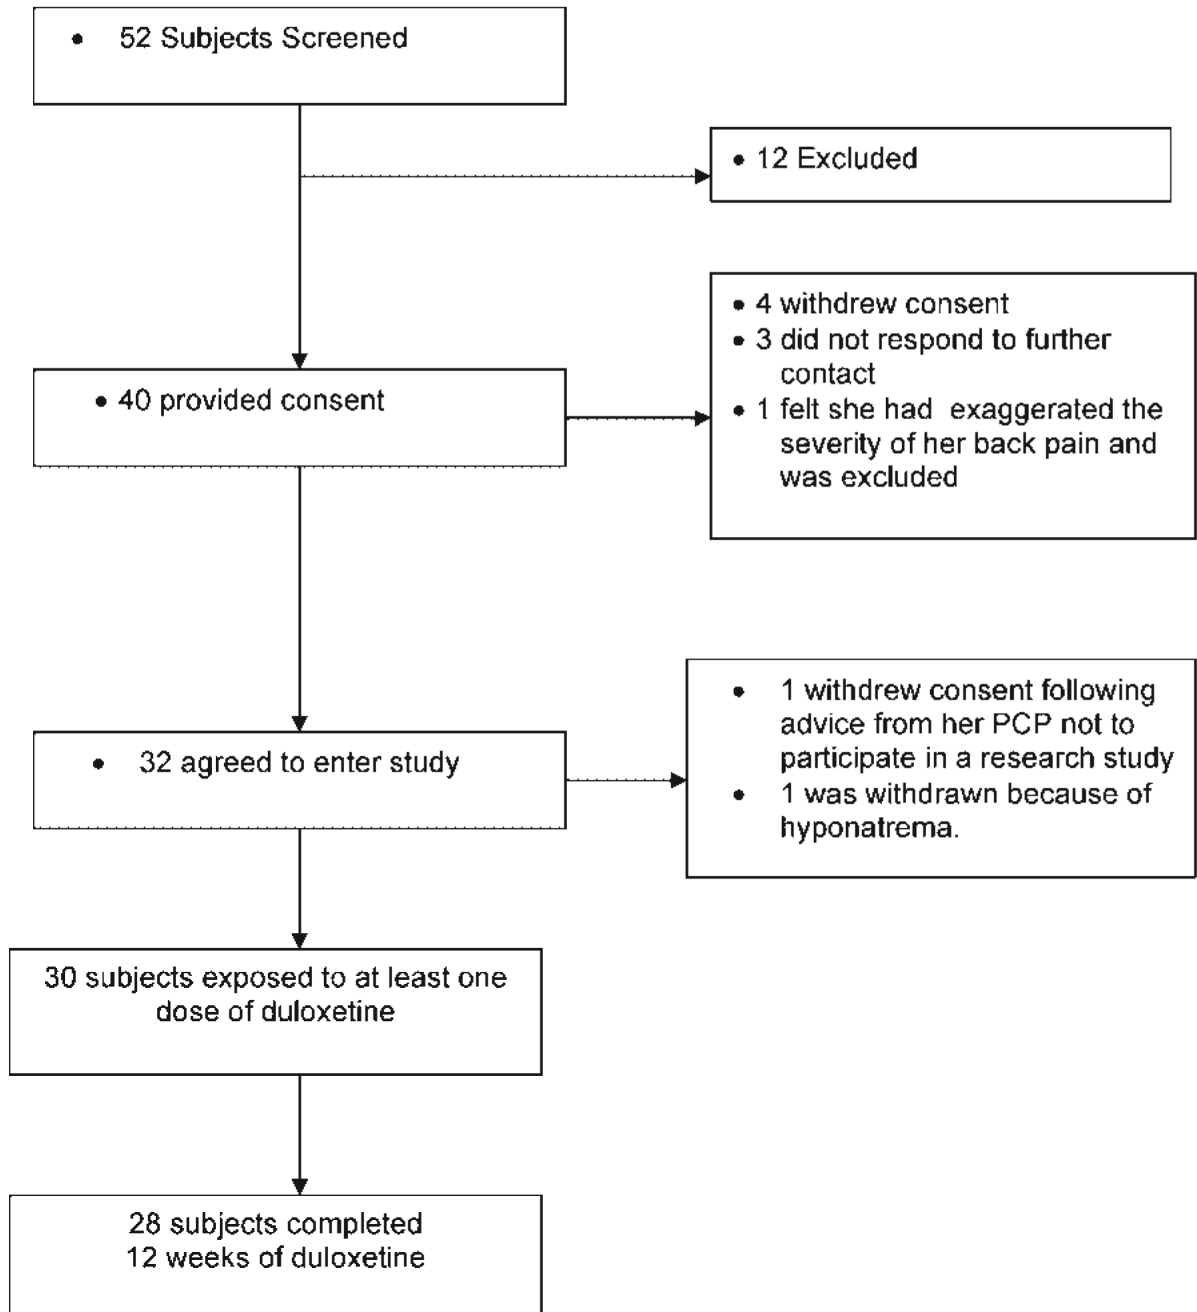 • 52 Subjects Screened
• 12 Excluded
• 4 withdrew consent
• 3 did not respond to further
contact
• 1 felt she had exaggerated the
severity of her back pain and
was excluded
• 40 provided consent
• 1 withdrew consent following
advice from her PCP not to
participate in a research study
• 1 was withdrawn because of
hyponatrema.
• 32 agreed to enter study
30 subjects exposed to at least one
dose of duloxetine
28 subjects completed
12 weeks of duloxetine